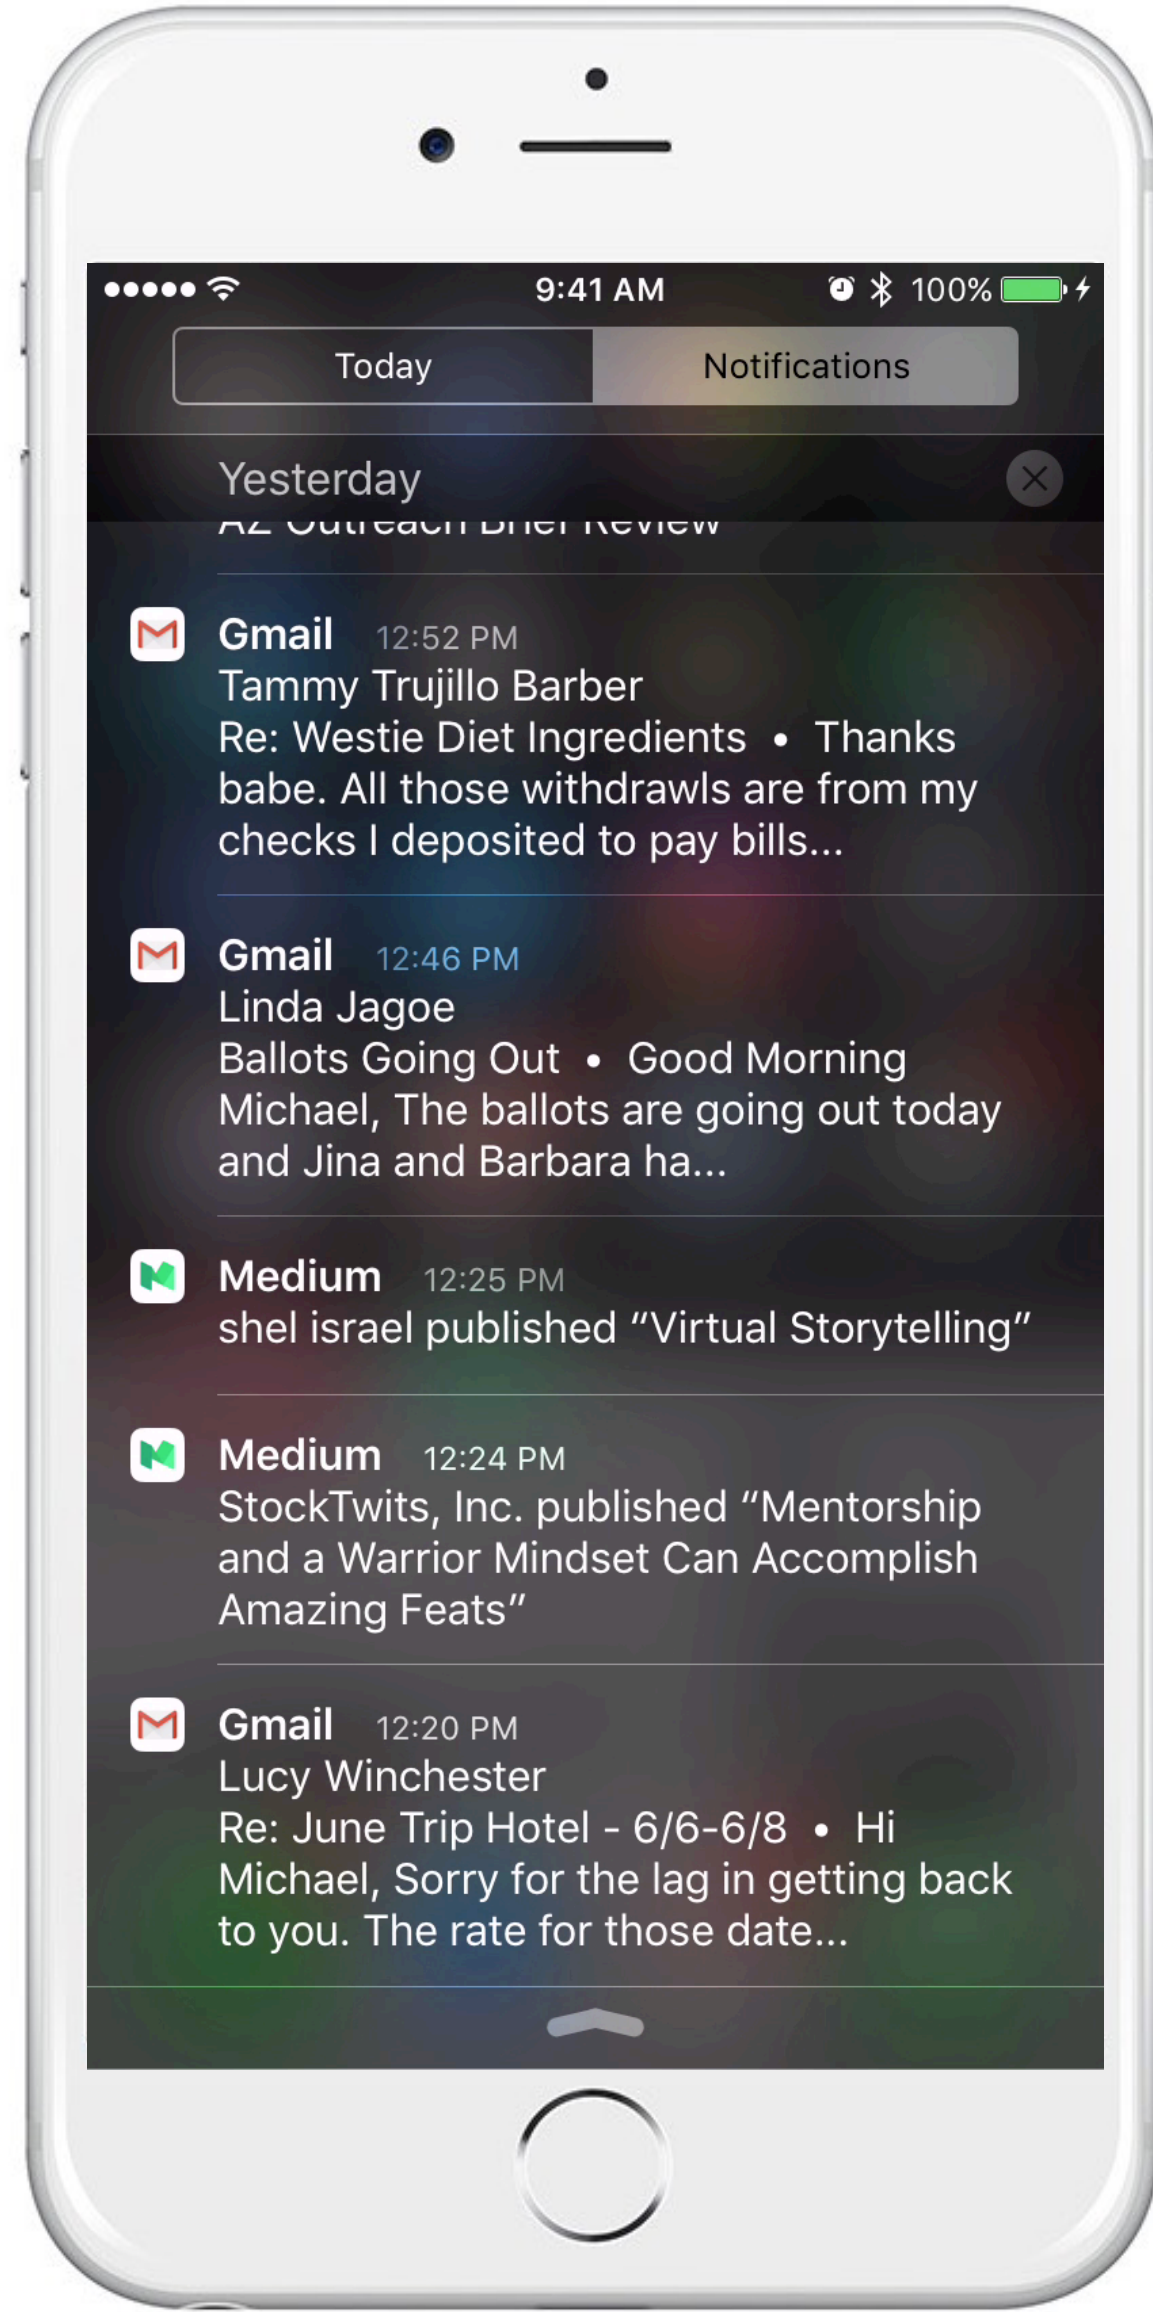 9:41 AM
100%
Today
Notifications
Yesterday
AZ Outreach Brief Review
Gmail 12:52 PM
Tammy Trujillo Barber
Re: Westie Diet Ingredients • Thanks
babe. All those withdrawls are from my
checks I deposited to pay bills...
Gmail 12:46 PM
Linda Jagoe
Ballots Going Out • Good Morning
Michael, The ballots are going out today
and Jina and Barbara ha...
Medium 12:25 PM
shel israel published “Virtual Storytelling”
Medium 12:24 PM
StockTwits, Inc. published “Mentorship
and a Warrior Mindset Can Accomplish
Amazing Feats”
Gmail 12:20 PM
Lucy Winchester
Re: June Trip Hotel - 6/6-6/8 • Hi
Michael, Sorry for the lag in getting back
to you. The rate for those date...